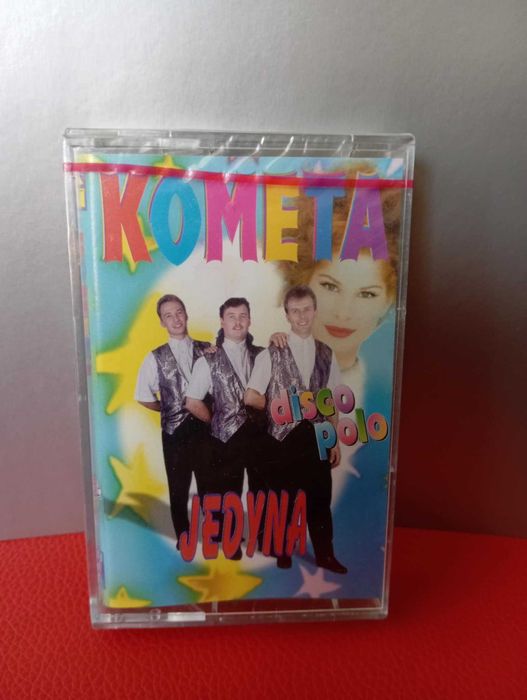 KOMETA
disco
polo
JEDYNA